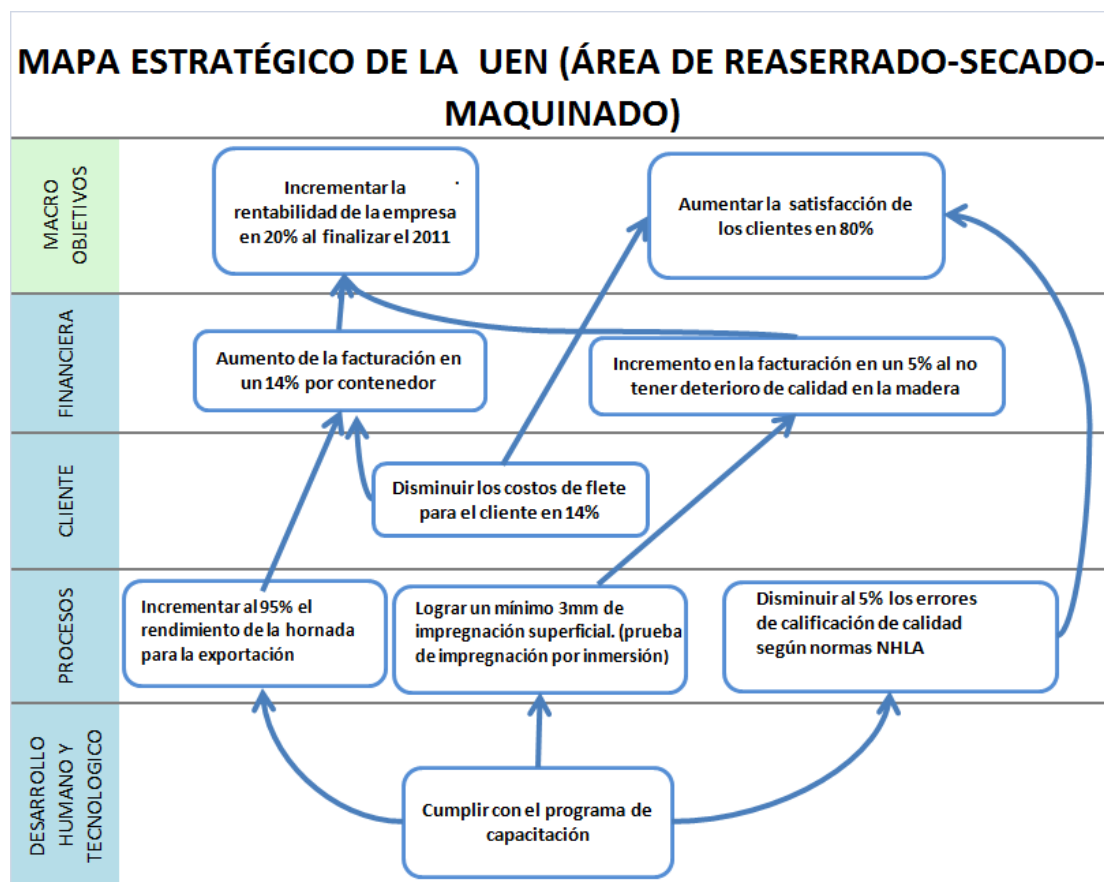 MAPA ESTRATÉGICO DE LA UEN (ÁREA DE REASERRADO-SECADO-
MAQUINADO)
MACRO
OBJETIVOS
Incrementar la
rentabilidad de la empresa
en 20% al finalizar el 2011
Aumentar la satisfacción de
los clientes en 80%
FINANCIERA
Aumento de la facturación en
un 14% por contenedor
Incremento en la facturación en un 5% al no
tener deterioro de calidad en la madera
CLIENTE
Disminuir los costos de flete
para el cliente en 14%
PROCESOS
Incrementar al 95% el
rendimiento de la hornada
para la exportación
Lograr un mínimo 3mm de
impregnación superficial. (prueba
de impregnación por inmersión)
Disminuir al 5% los errores
de calificación de calidad
según normas NHLA
DESARROLLO
HUMANO Y
TECNOLOGICO
Cumplir con el programa de
capacitación